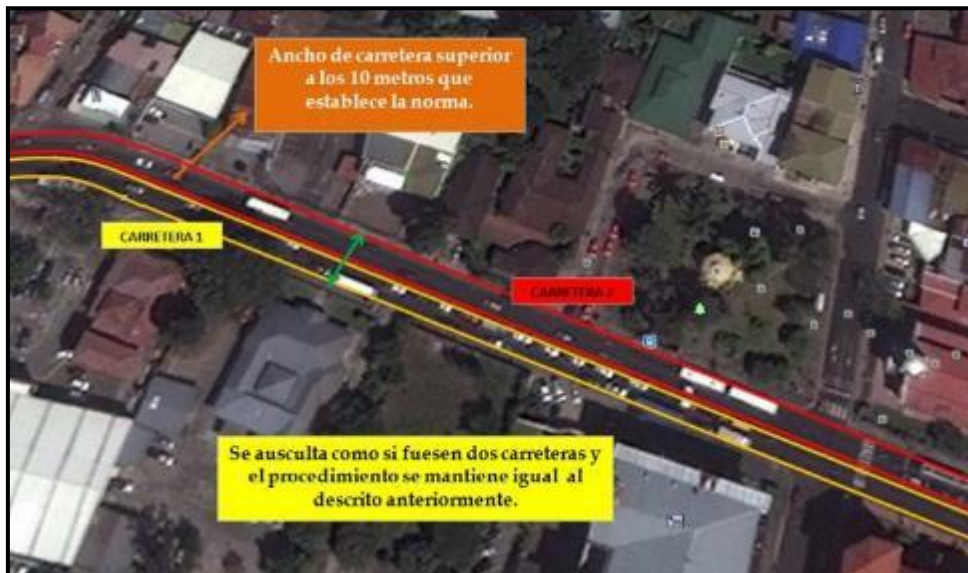 Ancho de carretera superior
a los 10 metros que
establece la norma.
CARRETERA 1
CARRETERA 2
Se ausculta como si fuesen dos carreteras y
el procedimiento se mantiene igual al
descrito anteriormente.